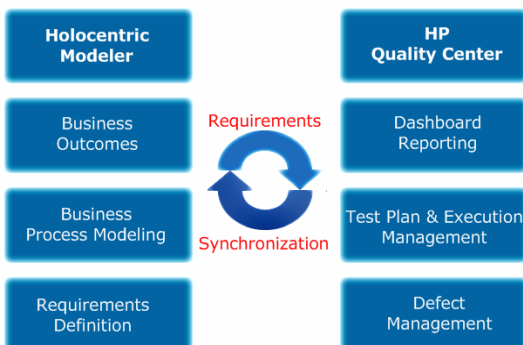 Holocentric
Modeler
Business
Outcomes
Business
Process Modeling
Requirements
Definition
Requirements
Synchronization
HP
Quality Center
Dashboard
Reporting
Test Plan & Execution
Management
Defect
Management